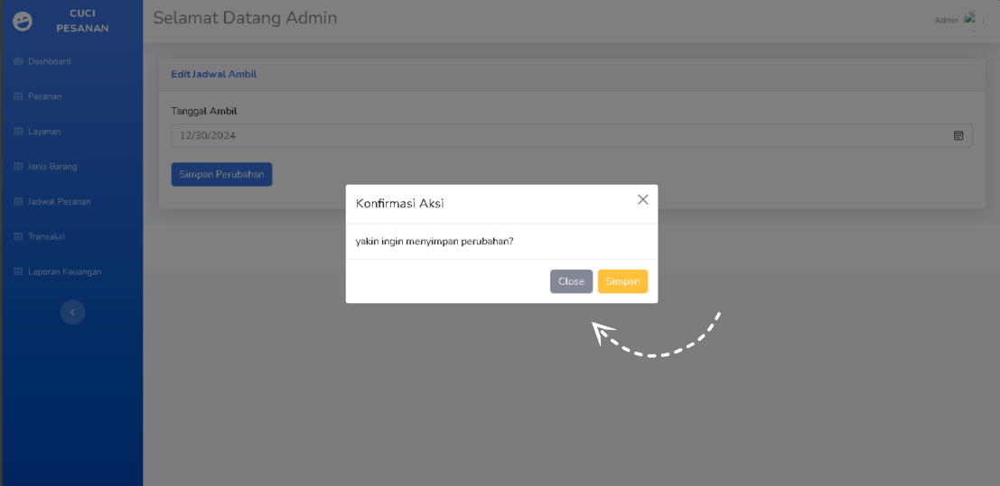 CUCI
PESANAN
Selamat Datang Admin
Admin
Dashboard
Pesanan
Layanan
Jenis Barang
Jadwal Pesanan
Transaksi
Laporan Keuangan
Edit Jadwal Ambil
Tanggal Ambil
12/30/2024
Simpan Perubahan
Konfirmasi Aksi
yakin ingin menyimpan perubahan?
Close Simpan